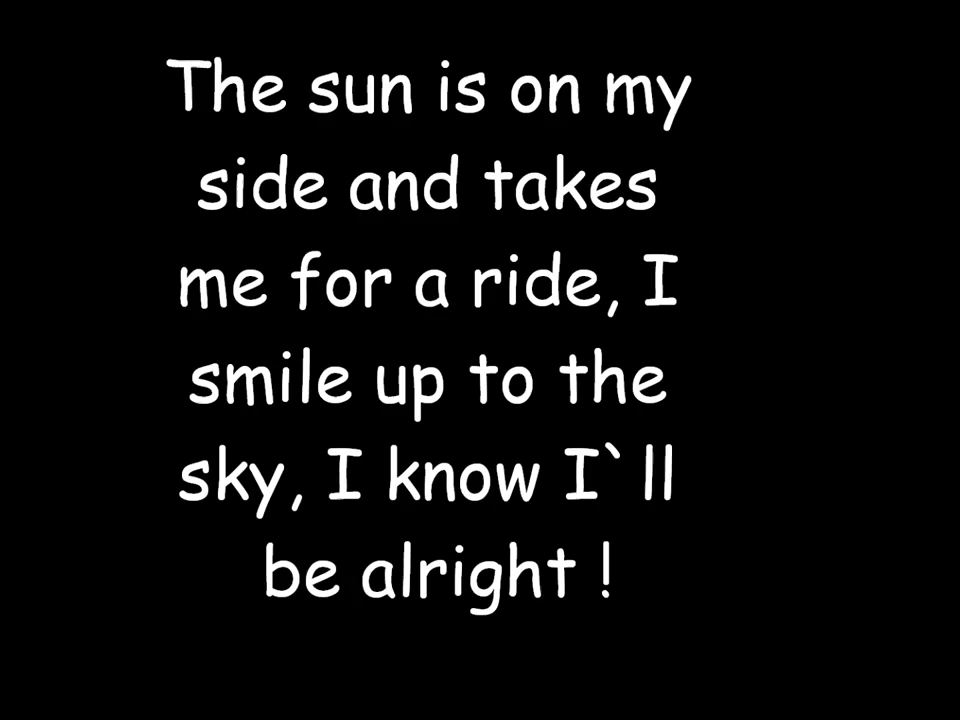 The sun is on my
side and takes
me for a ride, I
smile up to the
sky, I know I`ll
be alright !